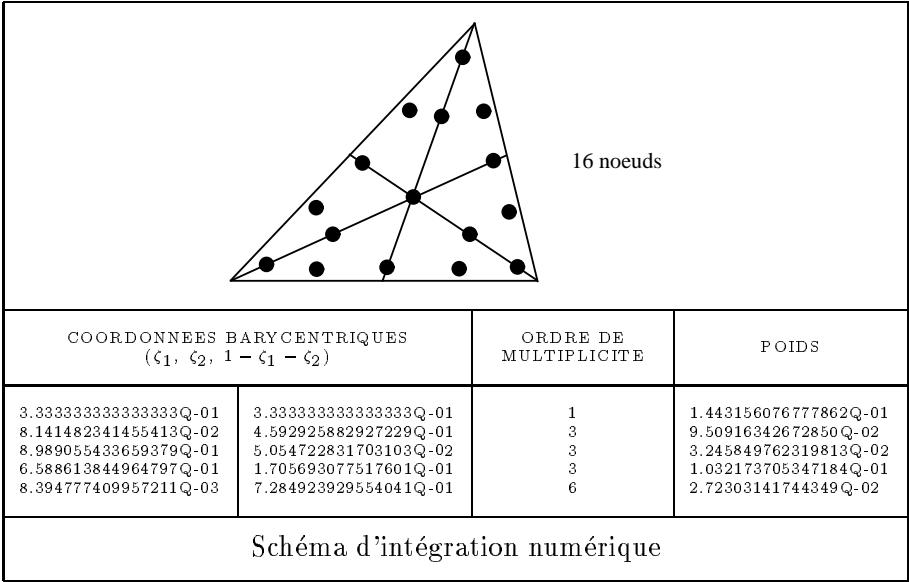 16 noeuds
COORDONNEES BARYCENTRIQUES
(ζ1, ζ2, 1 − ζ1 − ζ2)
ORDRE DE
MULTIPLICITE
POIDS
3.333333333333333Q-01 3.333333333333333Q-01 1 1.443156076777862Q-01
8.141482341455413Q-02 4.592925882927229Q-01 3 9.50916342672850Q-02
8.989055433659379Q-01 5.054722831703103Q-02 3 3.245849762319813Q-02
6.588613844964797Q-01 1.705693077517601Q-01 3 1.032173705347184Q-01
8.394777409957211Q-03 7.284923929554041Q-01 6 2.72303141744349Q-02
Schéma d'intégration numérique